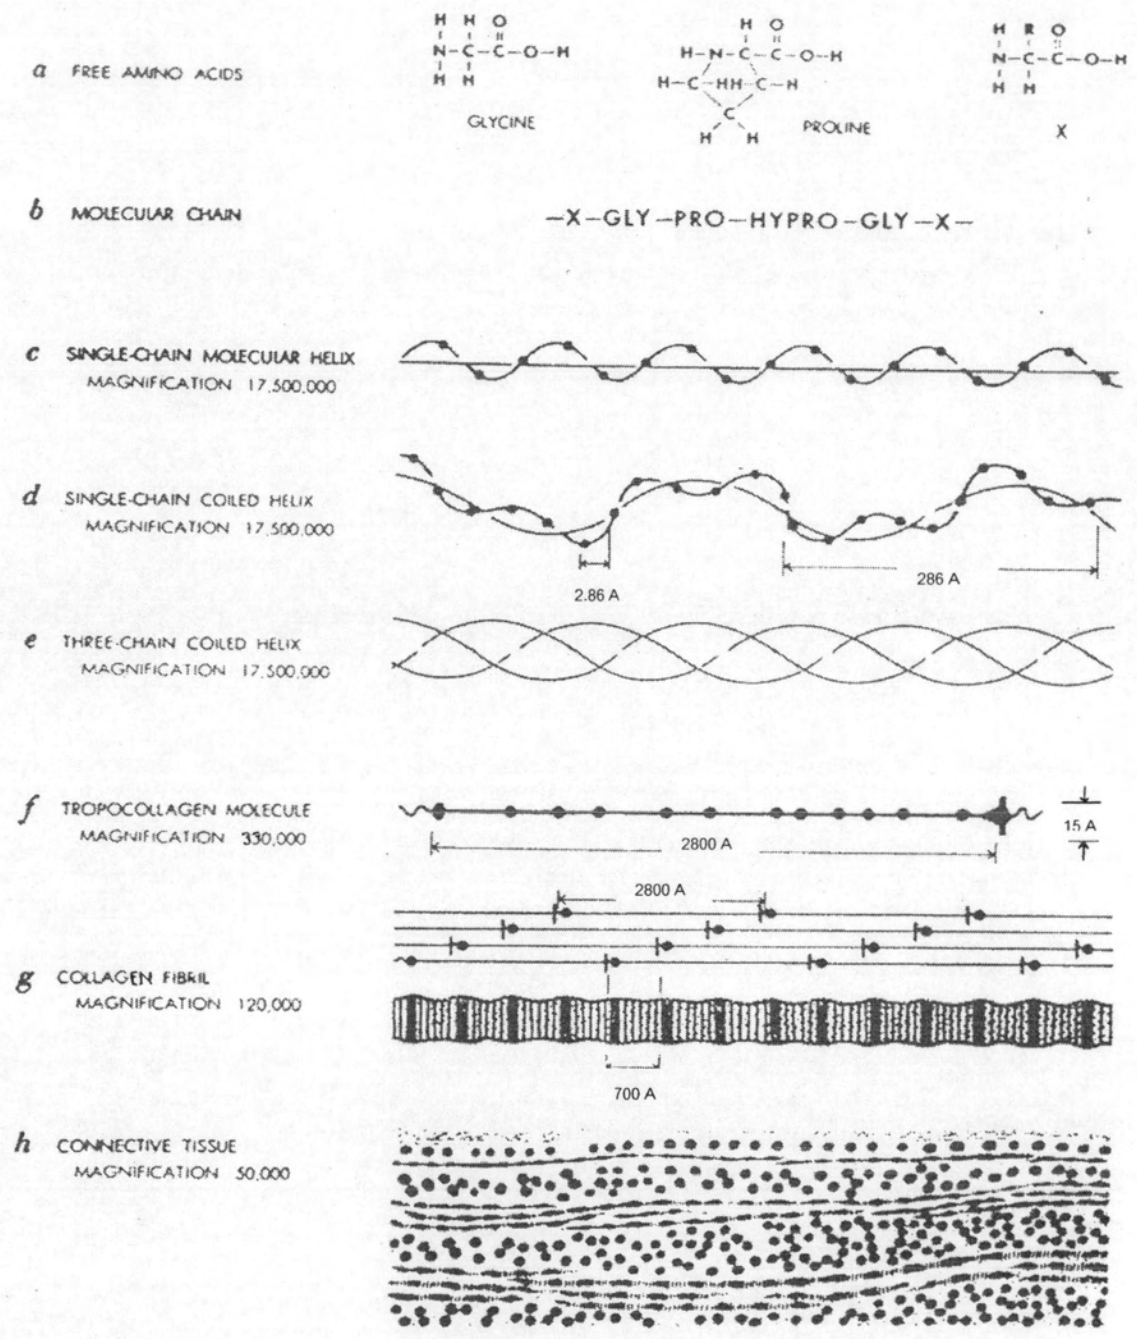 H H O
N-C-C-O-H
H H
GLYCINE
H O
H-N-C-C-O-H
H-C-HH-C-H
C
H H
PROLINE
H R O
N-C-C-O-H
H H
X
a FREE AMINO ACIDS
b MOLECULAR CHAIN
-X-GLY-PRO-HYPRO-GLY-X-
c SINGLE-CHAIN MOLECULAR HELIX
MAGNIFICATION 17,500,000
d SINGLE-CHAIN COILED HELIX
MAGNIFICATION 17,500,000
2.86 A
286 A
e THREE-CHAIN COILED HELIX
MAGNIFICATION 17,500,000
f TROPOCOLLAGEN MOLECULE
MAGNIFICATION 330,000
2800 A
15 A
2800 A
g COLLAGEN FIBRIL
MAGNIFICATION 120,000
700 A
h CONNECTIVE TISSUE
MAGNIFICATION 50,000